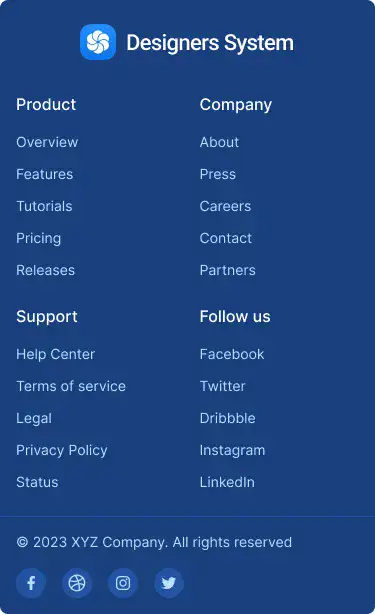 Designers System
Product
Overview
Features
Tutorials
Pricing
Releases
Company
About
Press
Careers
Contact
Partners
Support
Help Center
Terms of service
Legal
Privacy Policy
Status
Follow us
Facebook
Twitter
Dribbble
Instagram
LinkedIn
© 2023 XYZ Company. All rights reserved